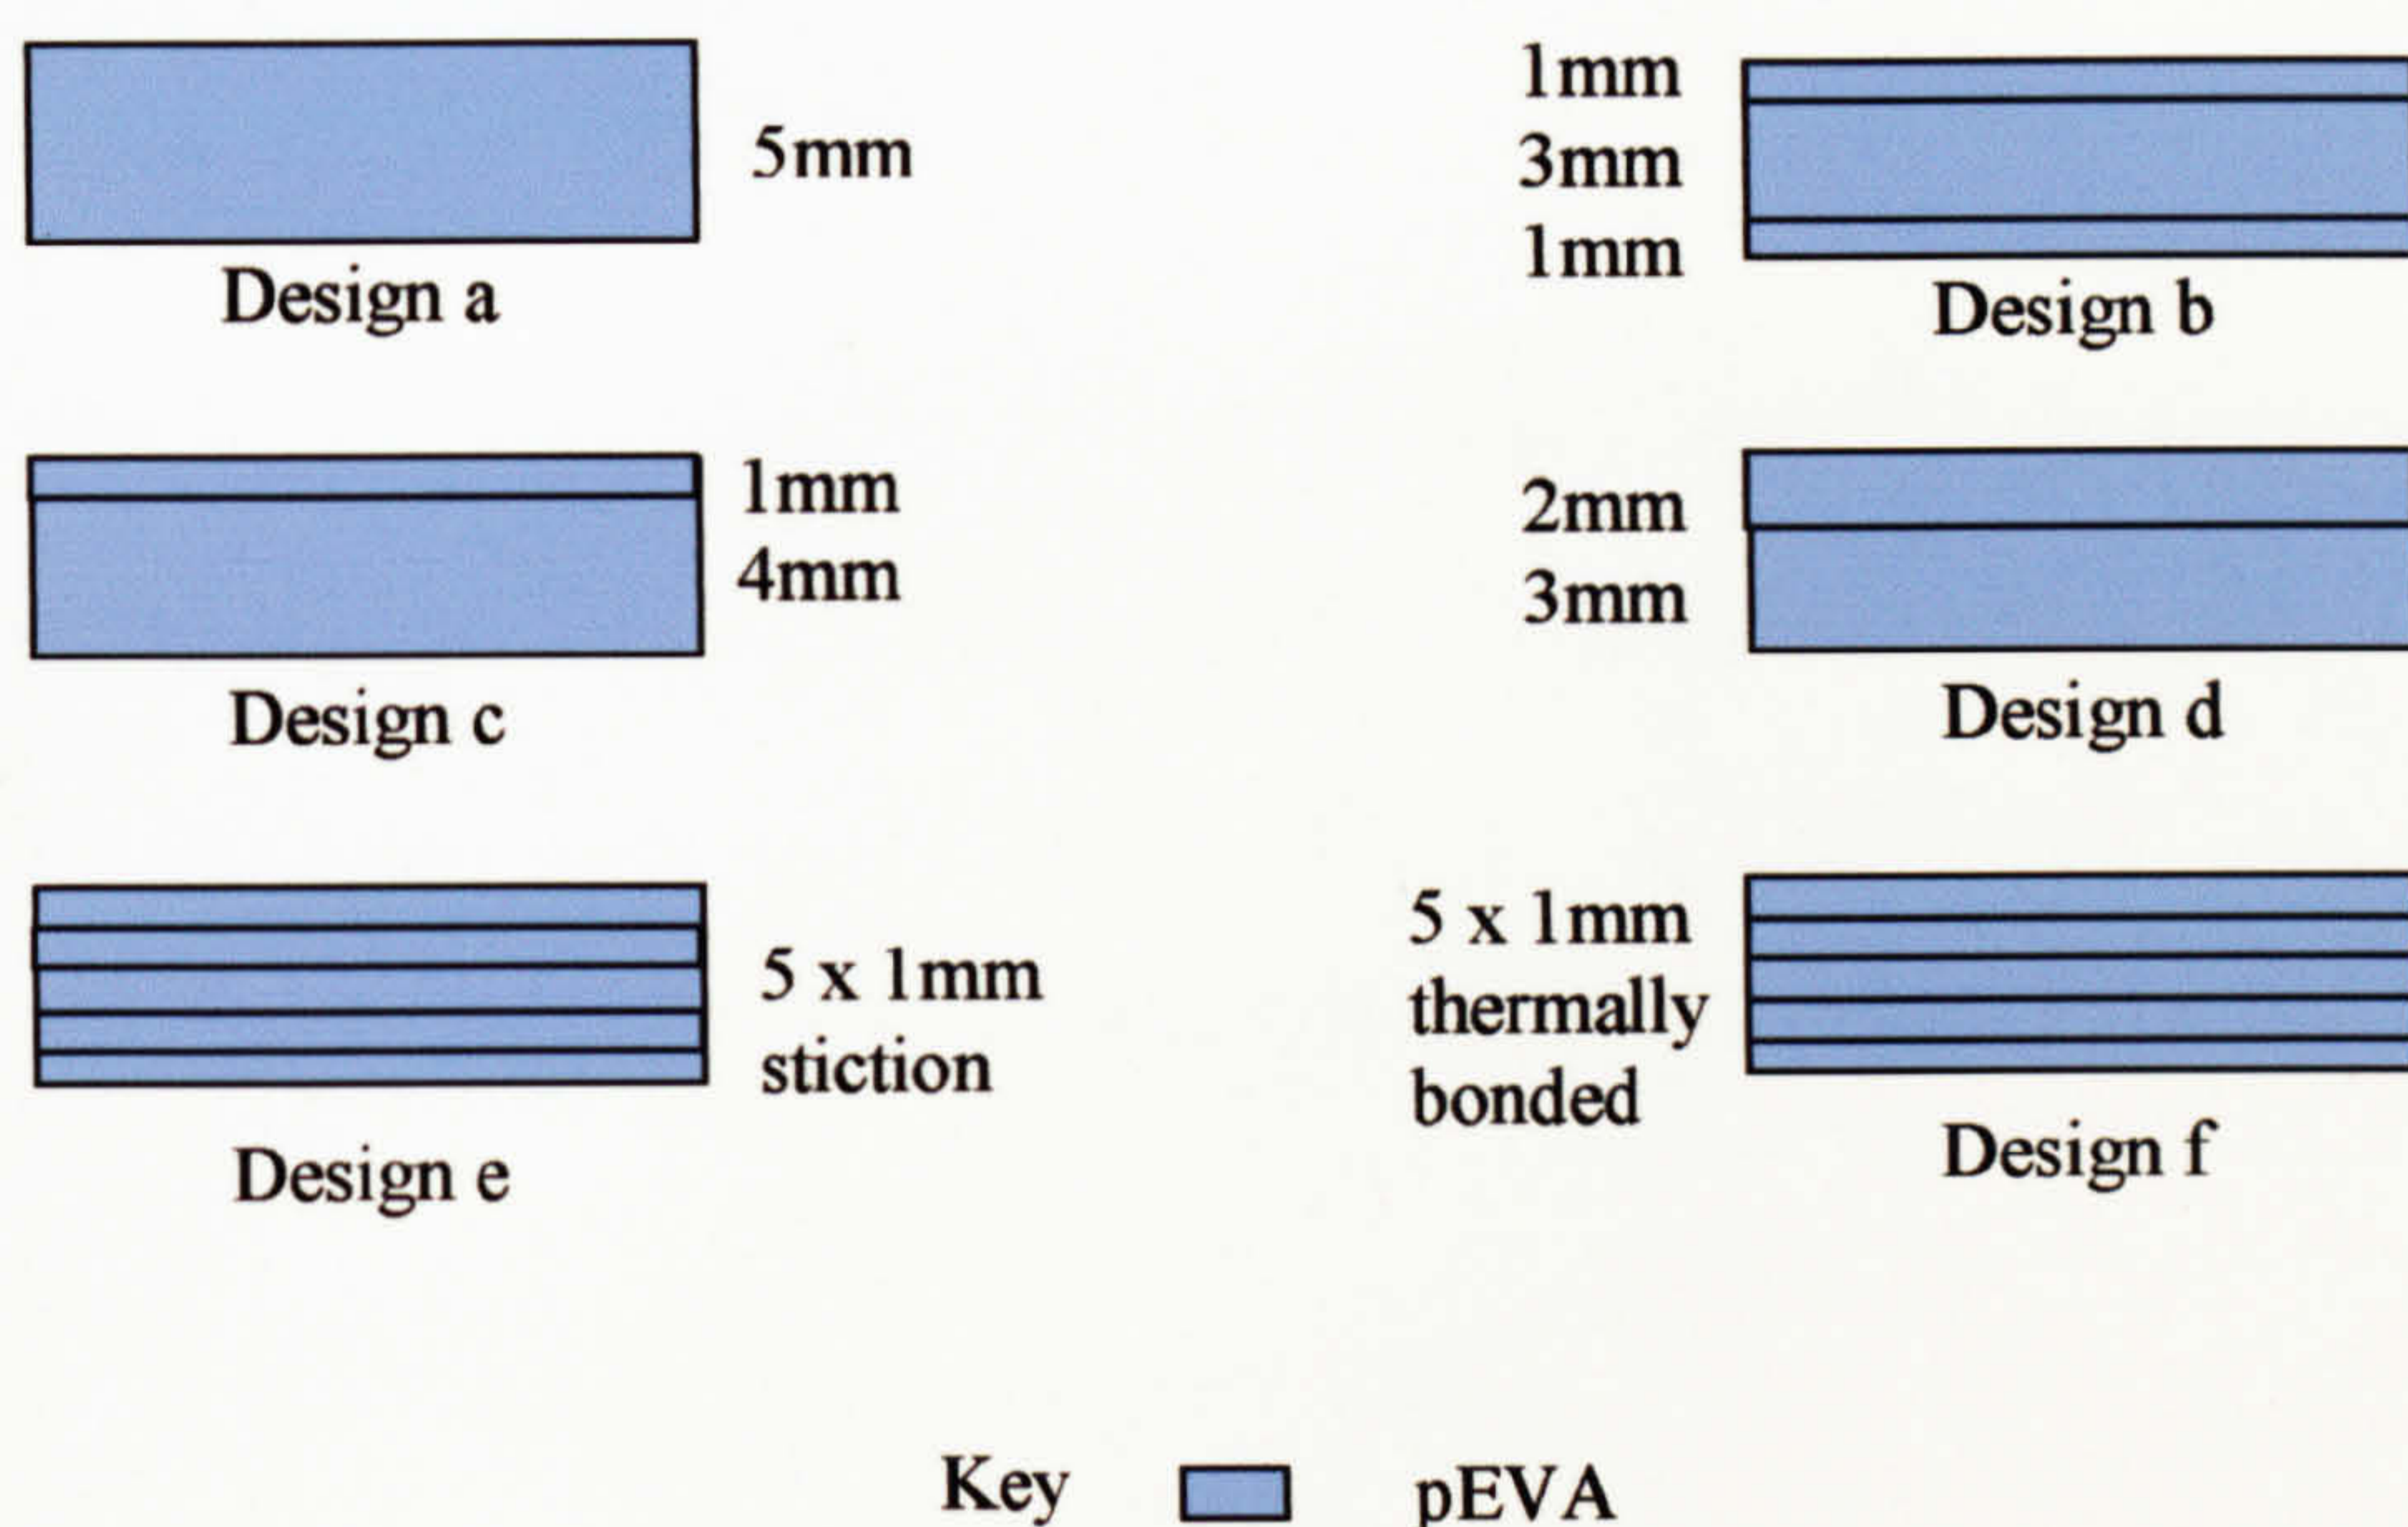 5mm
Design a
1mm
3mm
1mm
Design b
1mm
4mm
Design c
2mm
3mm
Design d
5 x 1mm
stiction
Design e
5 x 1mm
thermally
bonded
Design f
Key
pEVA